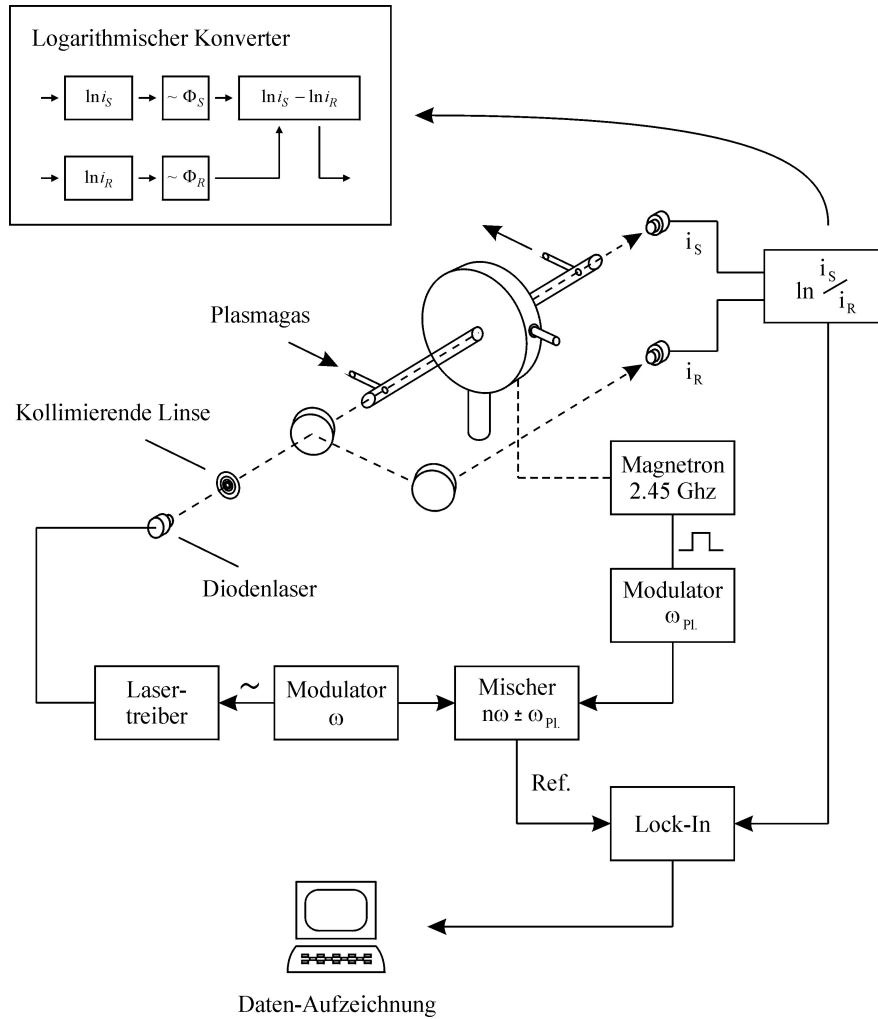 Logarithmischer Konverter
ln i_S
~ Φ_S
ln i_S − ln i_R
ln i_R
~ Φ_R
i_S
ln i_S / i_R
i_R
Plasmagas
Kollimierende Linse
Diodenlaser
Magnetron
2.45 Ghz
Modulator
ω_Pl.
Laser-
treiber
~
Modulator
ω
Mischer
nω ± ω_Pl.
Ref.
Lock-In
Daten-Aufzeichnung